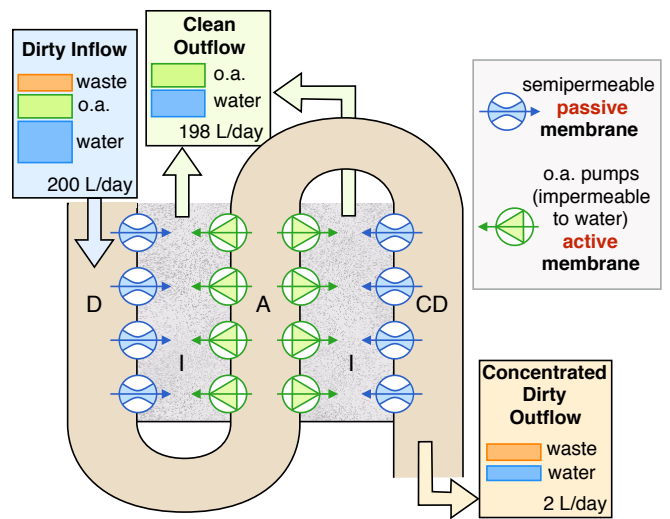 Dirty Inflow
waste
o.a.
water
200 L/day
Clean
Outflow
o.a.
water
198 L/day
semipermeable
passive
membrane
o.a. pumps
(impermeable
to water)
active
membrane
D
I
A
I
CD
Concentrated
Dirty
Outflow
waste
water
2 L/day